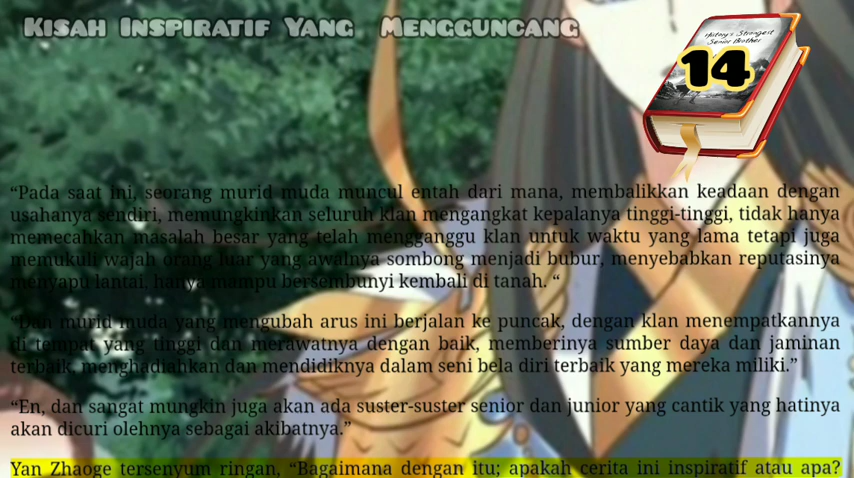 Kisah Inspiratif Yang Mengguncang
History's Strongest
Senior Brother
14
“Pada saat ini, seorang murid muda muncul entah dari mana, membalikkan keadaan dengan
usahanya sendiri, memungkinkan seluruh klan mengangkat kepalanya tinggi-tinggi, tidak hanya
memecahkan masalah besar yang telah mengganggu klan untuk waktu yang lama tetapi juga
memukuli wajah orang luar yang awalnya sombong menjadi bubur, menyebabkan reputasinya
menyapu lantai, hanya mampu bersembunyi kembali di tanah. “
“Dan murid muda yang mengubah arus ini berjalan ke puncak, dengan klan menempatkannya
di tempat yang tinggi dan merawatnya dengan baik, memberinya sumber daya dan jaminan
terbaik, menghadiahkan dan mendidiknya dalam seni bela diri terbaik yang mereka miliki.”
“En, dan sangat mungkin juga akan ada suster-suster senior dan junior yang cantik yang hatinya
akan dicuri olehnya sebagai akibatnya.”
Yan Zhaoge tersenyum ringan, “Bagaimana dengan itu; apakah cerita ini inspiratif atau apa?